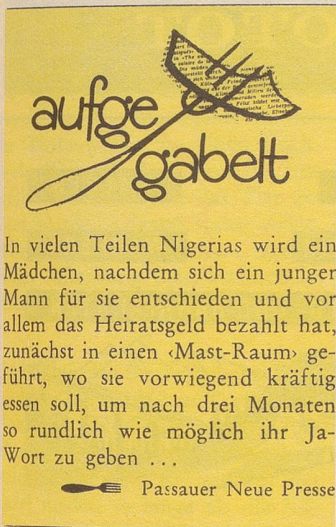 aufge
gabelt
In vielen Teilen Nigerias wird ein
Mädchen, nachdem sich ein junger
Mann für sie entschieden und vor
allem das Heiratsgeld bezahlt hat,
zunächst in einen ‹Mast-Raum› ge-
führt, wo sie vorwiegend kräftig
essen soll, um nach drei Monaten
so rundlich wie möglich ihr Ja-
Wort zu geben ...
Passauer Neue Presse